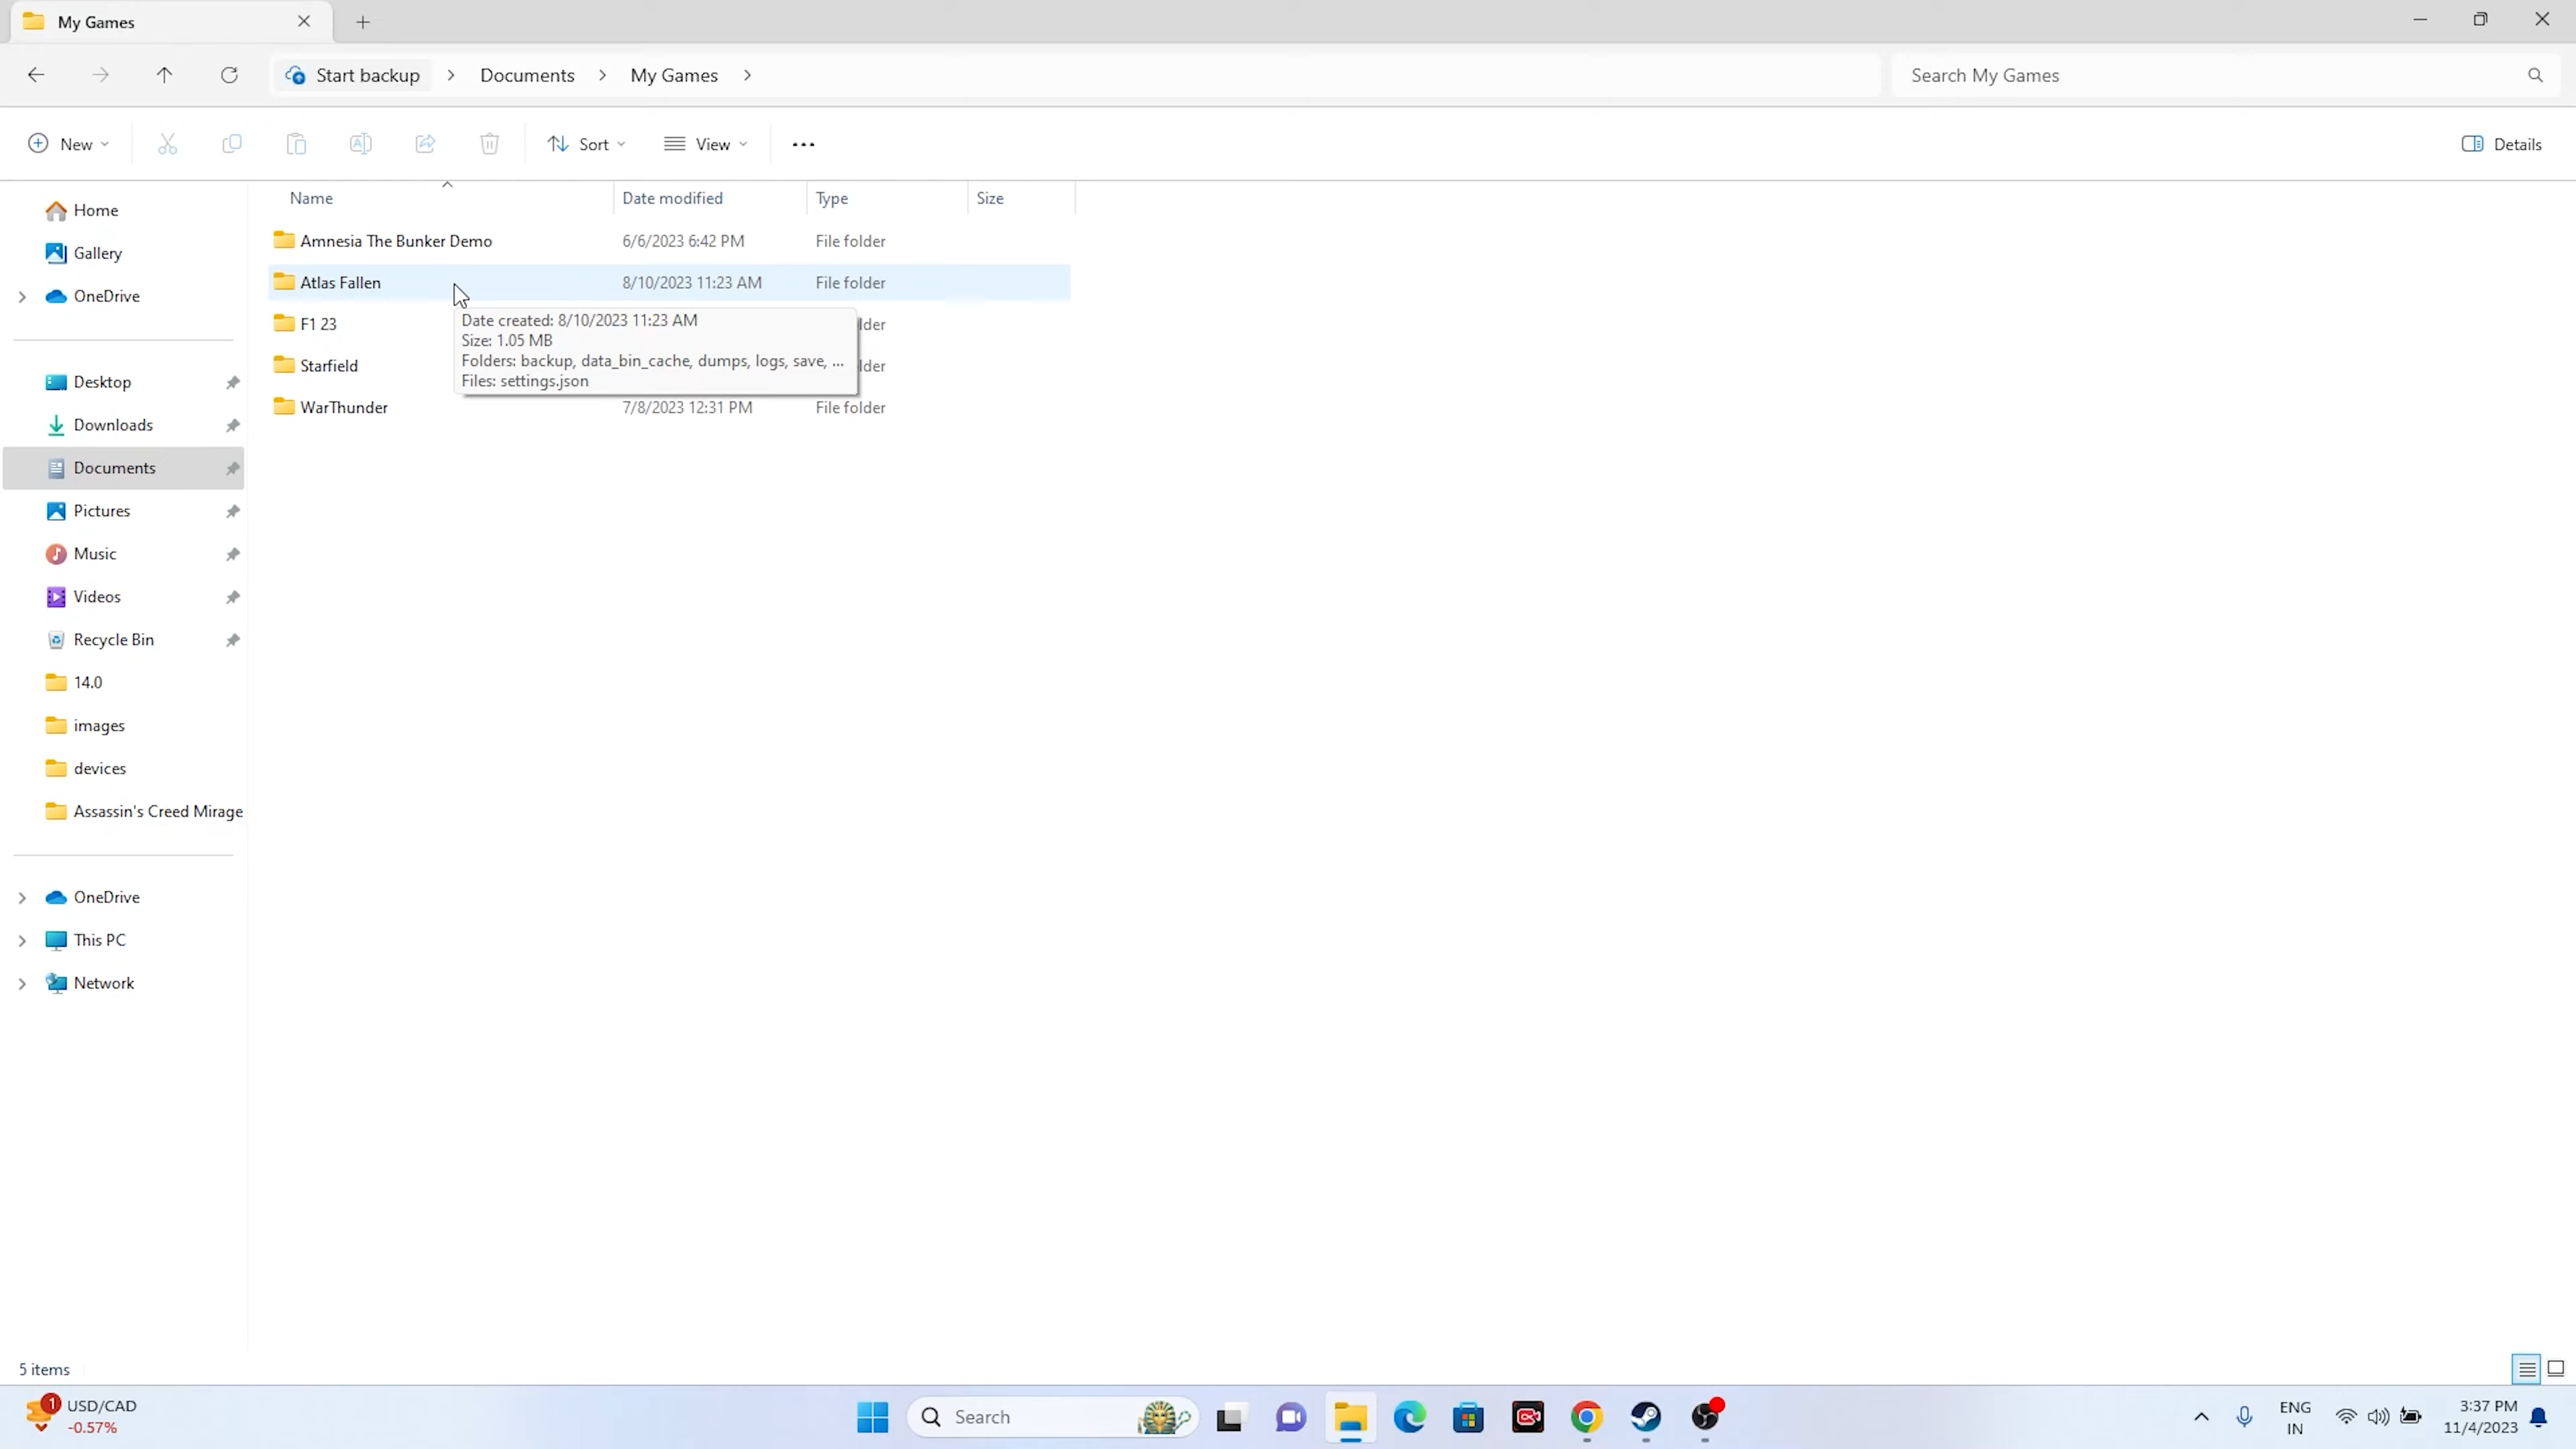 My Games
Start backup > Documents > My Games >
Search My Games
New
Sort
View
Details
Name Date modified Type Size
Amnesia The Bunker Demo 6/6/2023 6:42 PM File folder
Atlas Fallen 8/10/2023 11:23 AM File folder
F1 23 lder
Starfield lder
WarThunder 7/8/2023 12:31 PM File folder
Date created: 8/10/2023 11:23 AM
Size: 1.05 MB
Folders: backup, data_bin_cache, dumps, logs, save, ...
Files: settings.json
Home
Gallery
OneDrive
Desktop
Downloads
Documents
Pictures
Music
Videos
Recycle Bin
14.0
images
devices
Assassin's Creed Mirage
OneDrive
This PC
Network
5 items
1
USD/CAD
-0.57%
Search
ENG
IN
3:37 PM
11/4/2023